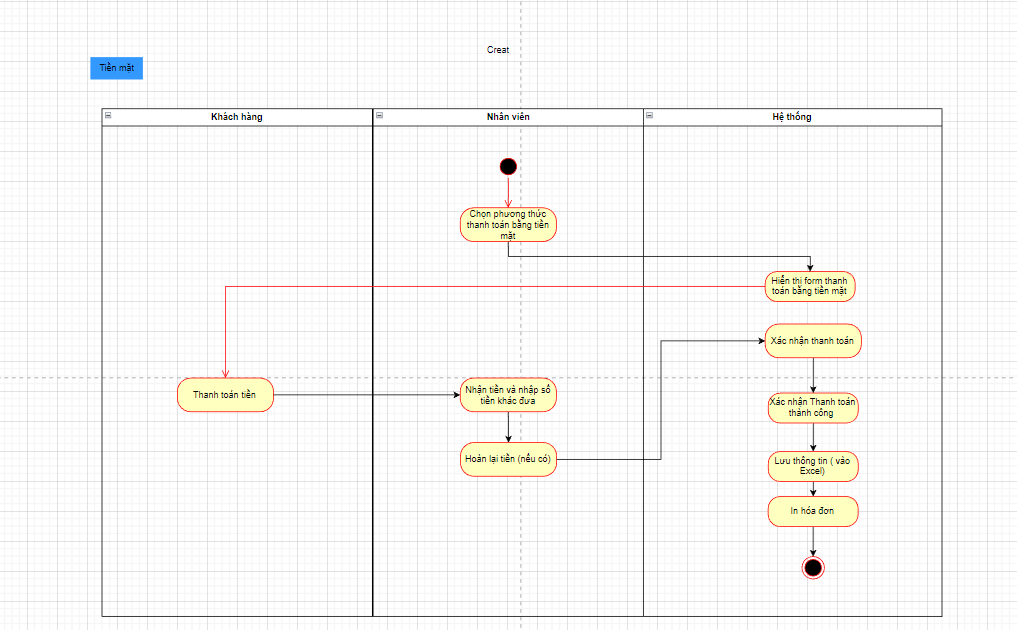 Creat
Tiền mặt
Khách hàng
Nhân viên
Hệ thống
Chọn phương thức
thanh toán bằng tiền
mặt
Hiển thị form thanh
toán bằng tiền mặt
Xác nhận thanh toán
Thanh toán tiền
Nhận tiền và nhập số
tiền khác đưa
Xác nhận Thanh toán
thành công
Hoàn lại tiền (nếu có)
Lưu thông tin ( vào
Excel)
In hóa đơn